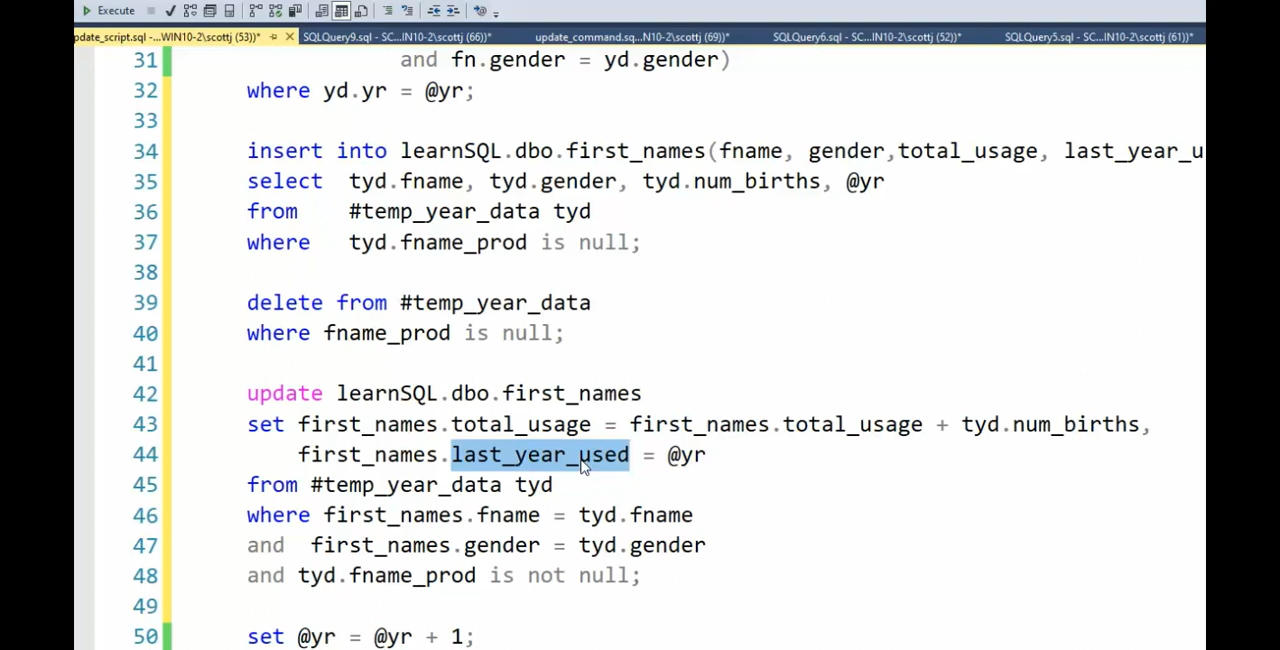 Execute
pdate_script.sql -...WIN10-2\scottj (53))* SQLQuery9.sql - SC...IN10-2\scottj (66))* update_command.sq...N10-2\scottj (69))* SQLQuery6.sql - SC...IN10-2\scottj (52))* SQLQuery5.sql - SC...IN10-2\scottj (61))*
31 and fn.gender = yd.gender)
32 where yd.yr = @yr;
33
34 insert into learnSQL.dbo.first_names(fname, gender,total_usage, last_year_u
35 select tyd.fname, tyd.gender, tyd.num_births, @yr
36 from #temp_year_data tyd
37 where tyd.fname_prod is null;
38
39 delete from #temp_year_data
40 where fname_prod is null;
41
42 update learnSQL.dbo.first_names
43 set first_names.total_usage = first_names.total_usage + tyd.num_births,
44 first_names.last_year_used = @yr
45 from #temp_year_data tyd
46 where first_names.fname = tyd.fname
47 and first_names.gender = tyd.gender
48 and tyd.fname_prod is not null;
49
50 set @yr = @yr + 1;